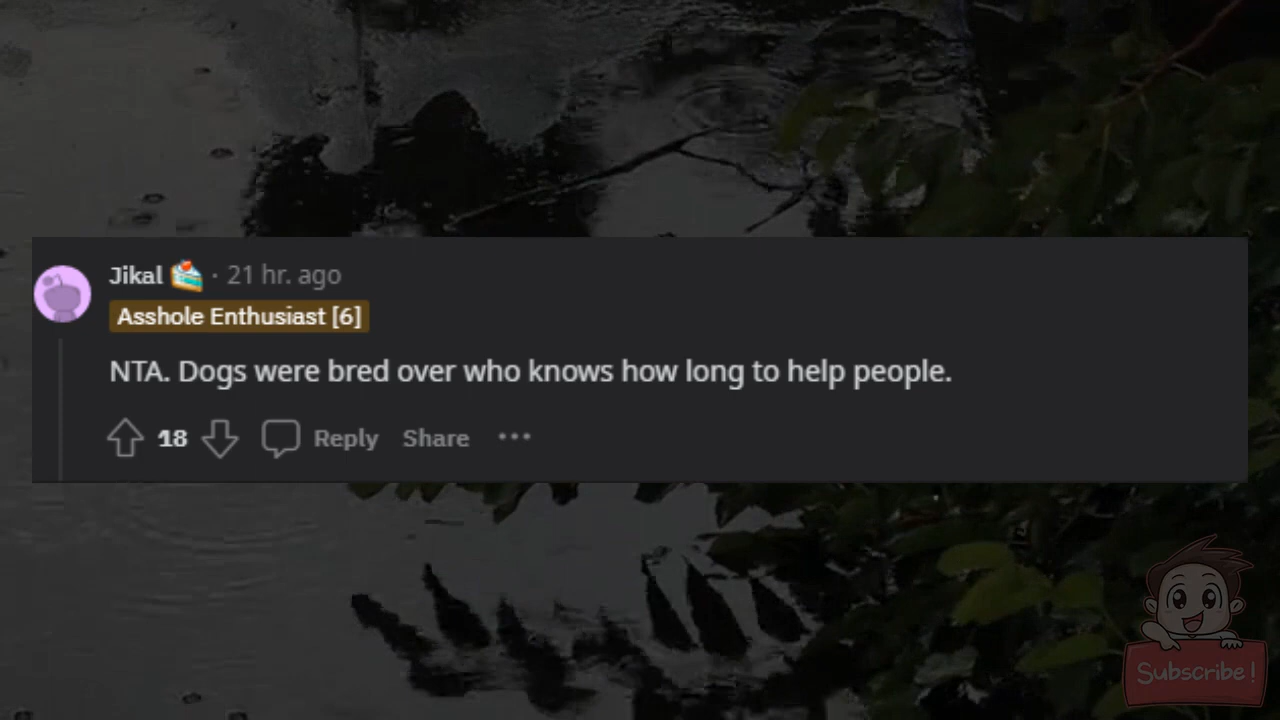 Jikal · 21 hr. ago
Asshole Enthusiast [6]
NTA. Dogs were bred over who knows how long to help people.
18 Reply Share ...
Subscribe!